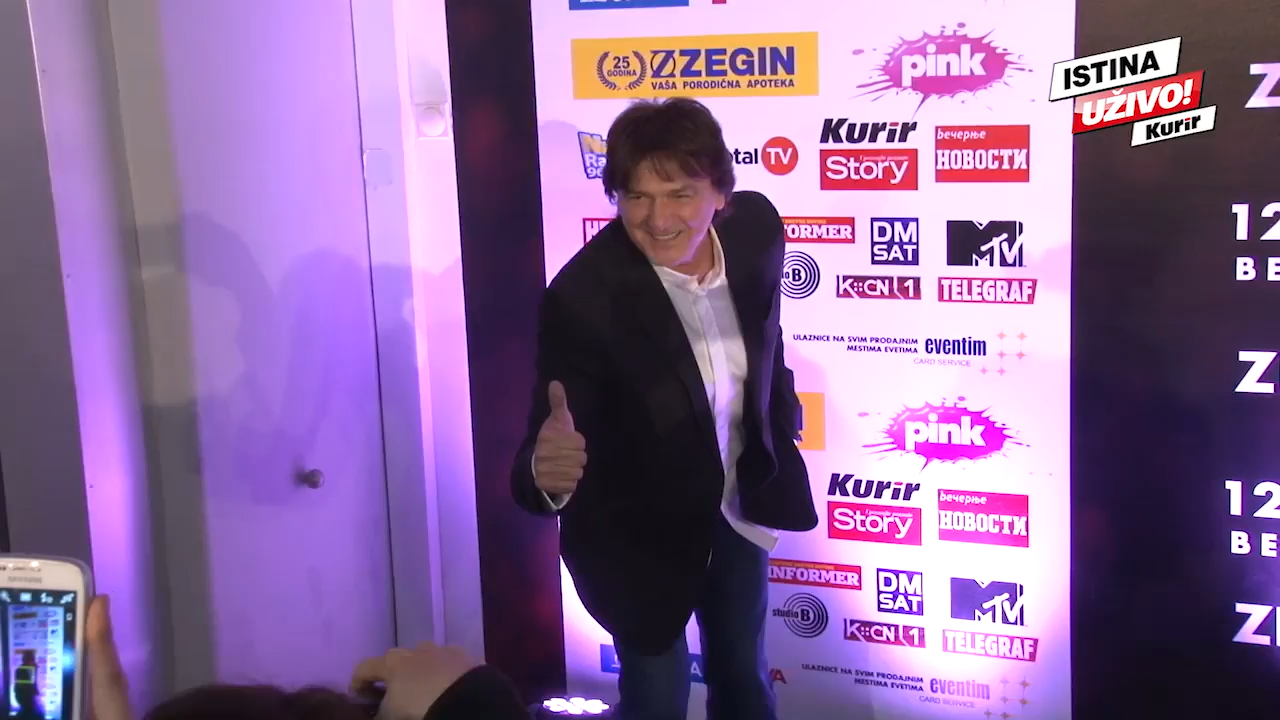 25
GODINA
ZEGIN
VAŠA PORODIČNA APOTEKA
pink
ISTINA
UŽIVO!
Kurir
TV
Kurir
Story
Вечерње
НОВОСТИ
DM
SAT
MTV
K::CN 1
TELEGRAF
ULAZNICE NA SVIM PRODAJNIM
MESTIMA EVETIMA
eventim
CARD SERVICE
12
BE
pink
Kurir
Story
Вечерње
НОВОСТИ
INFORMER
DM
SAT
MTV
studio B
K::CN 1
TELEGRAF
ULAZNICE NA SVIM PRODAJNIM
MESTIMA EVETIMA
eventim
CARD SERVICE
12
BE
SAMSUNG